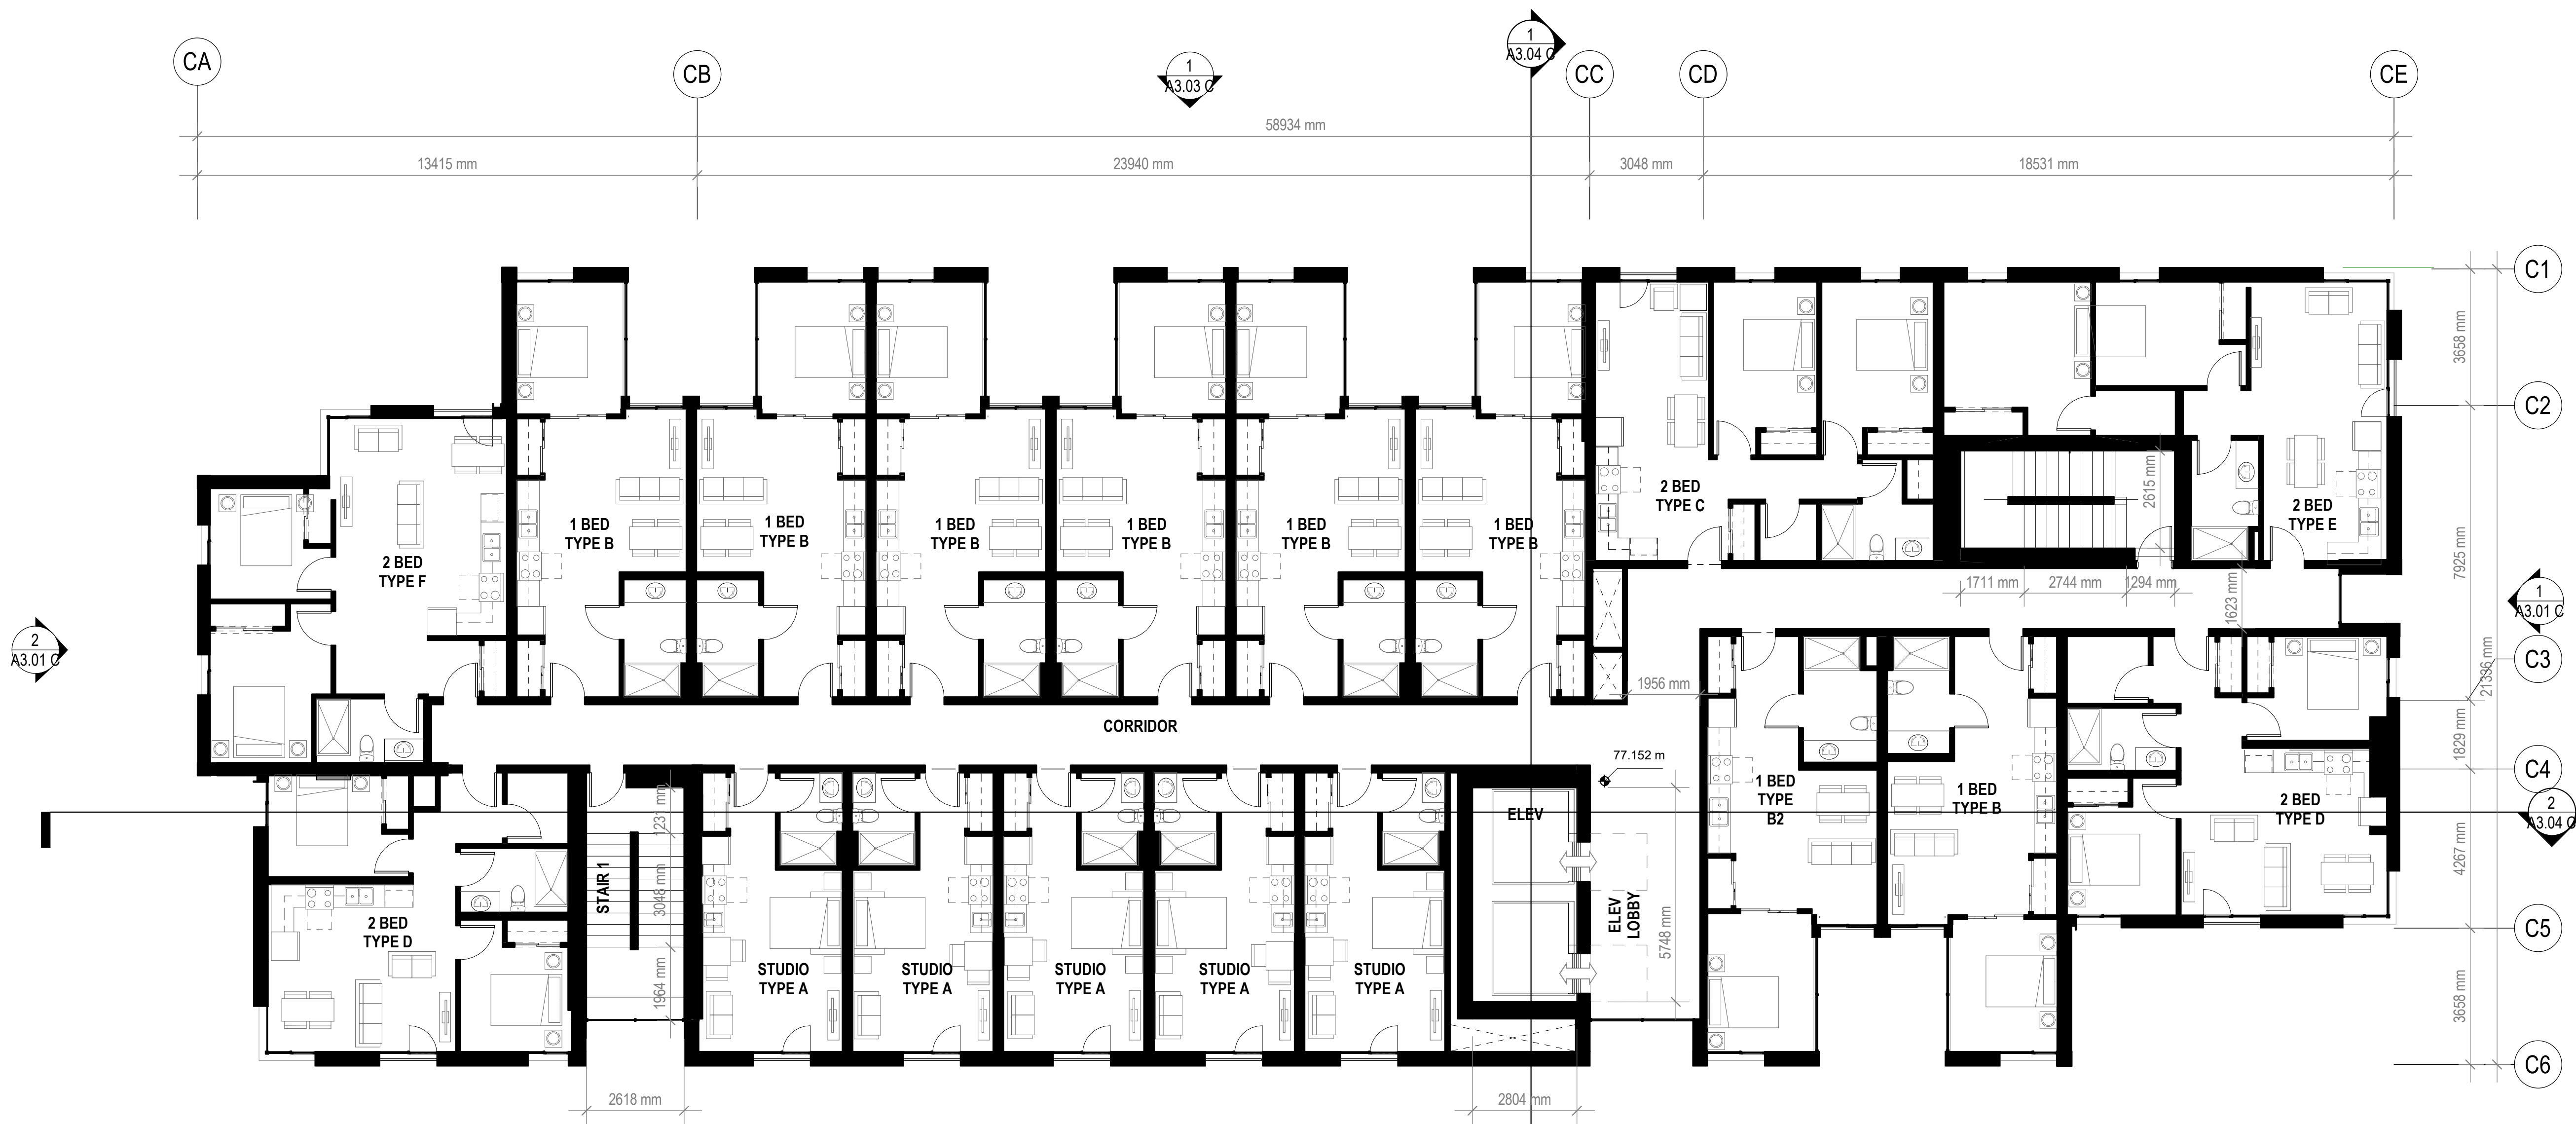 CA
CB
1
A3.03 C
1
A3.04 C
CC
CD
CE
58934 mm
13415 mm
23940 mm
3048 mm
18531 mm
C1
3658 mm
C2
2615 mm
2 BED
TYPE C
2 BED
TYPE E
1 BED
TYPE B
1 BED
TYPE B
1 BED
TYPE B
1 BED
TYPE B
1 BED
TYPE B
1 BED
TYPE B
2 BED
TYPE F
7925 mm
1711 mm
2744 mm
1294 mm
1623 mm
1
A3.01 C
2
A3.01 C
C3
21336 mm
1956 mm
CORRIDOR
1829 mm
77.152 m
C4
1 BED
TYPE
B2
1 BED
TYPE B
2 BED
TYPE D
2
A3.04 C
ELEV
1231 mm
STAIR 1
3048 mm
4267 mm
ELEV
LOBBY
5748 mm
2 BED
TYPE D
C5
STUDIO
TYPE A
STUDIO
TYPE A
STUDIO
TYPE A
STUDIO
TYPE A
STUDIO
TYPE A
1964 mm
3658 mm
C6
2618 mm
2804 mm